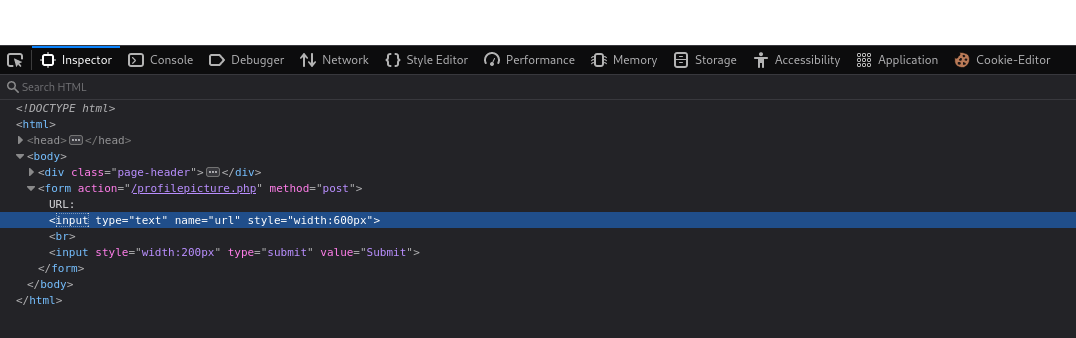 Inspector Console Debugger Network Style Editor Performance Memory Storage Accessibility Application Cookie-Editor
Search HTML
<!DOCTYPE html>
<html>
<head> ••• </head>
<body>
<div class="page-header"> ••• </div>
<form action="/profilepicture.php" method="post">
URL:
<input type="text" name="url" style="width:600px">
<br>
<input style="width:200px" type="submit" value="Submit">
</form>
</body>
</html>